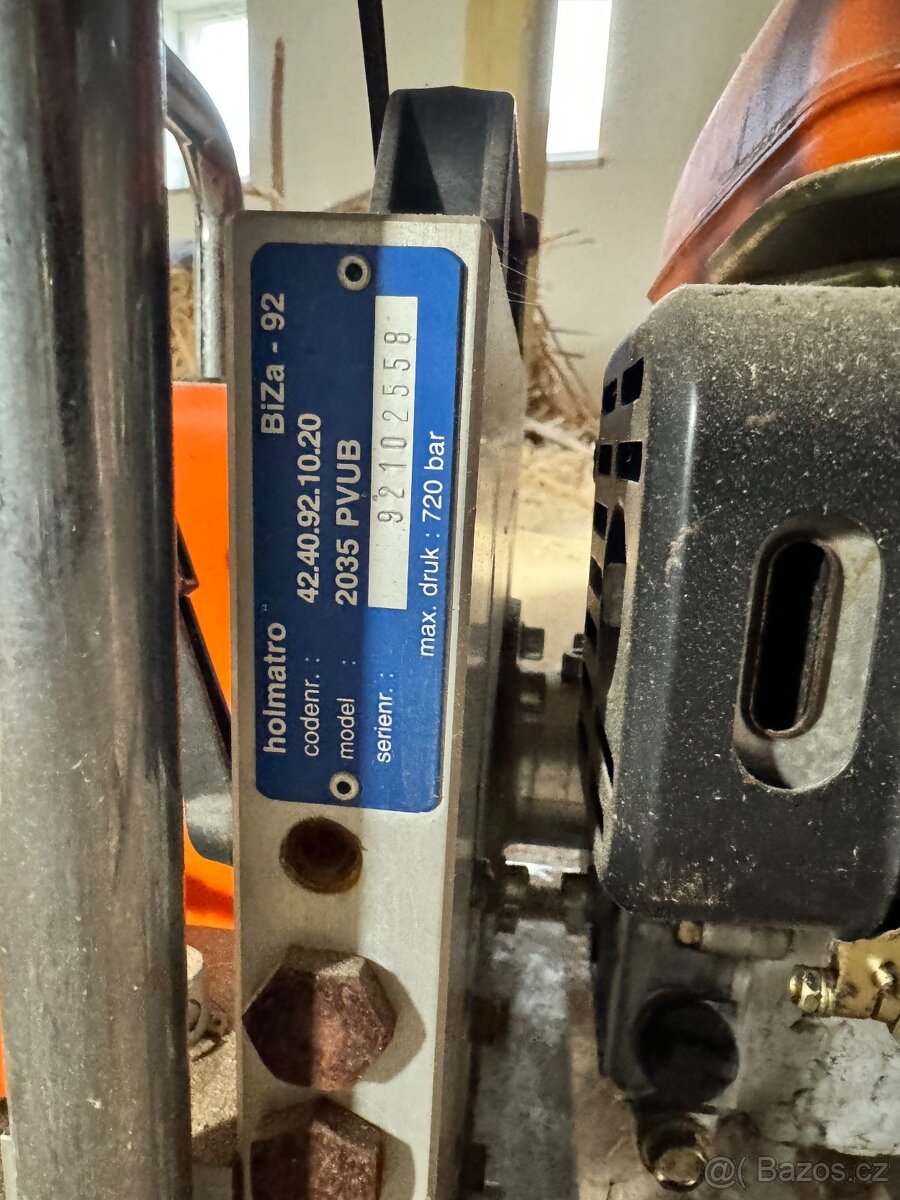 holmatro BiZa - 92
codenr. : 42.40.92.10.20
model : 2035 PVUB
serienr. : 92102558
max. druk : 720 bar
@( Bazoš.cz